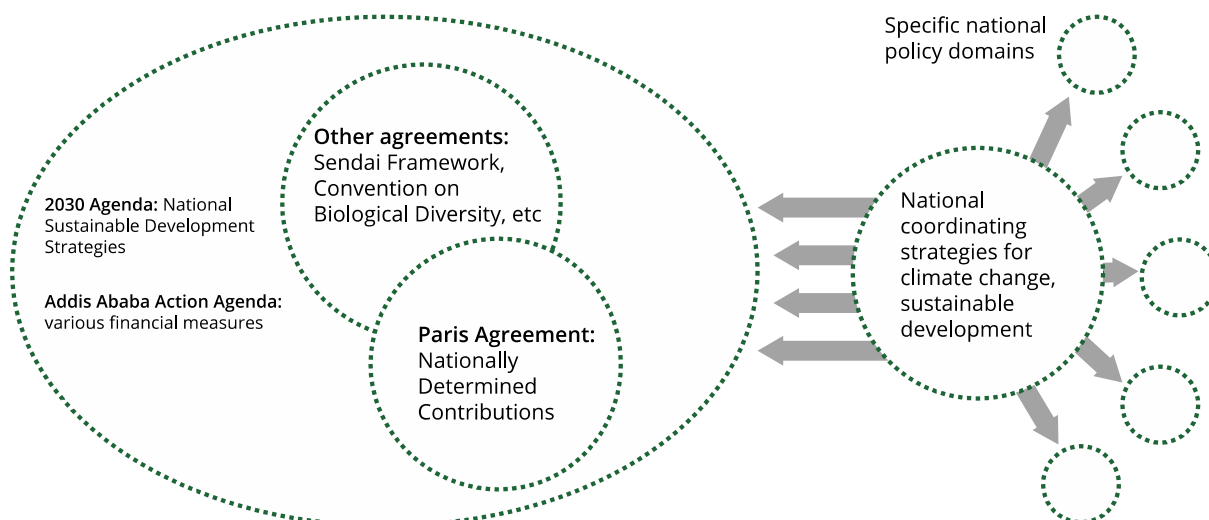 Specific national
policy domains
Other agreements:
Sendai Framework,
Convention on
Biological Diversity, etc
2030 Agenda: National
Sustainable Development
Strategies
Addis Ababa Action Agenda:
various financial measures
Paris Agreement:
Nationally
Determined
Contributions
National
coordinating
strategies for
climate change,
sustainable
development